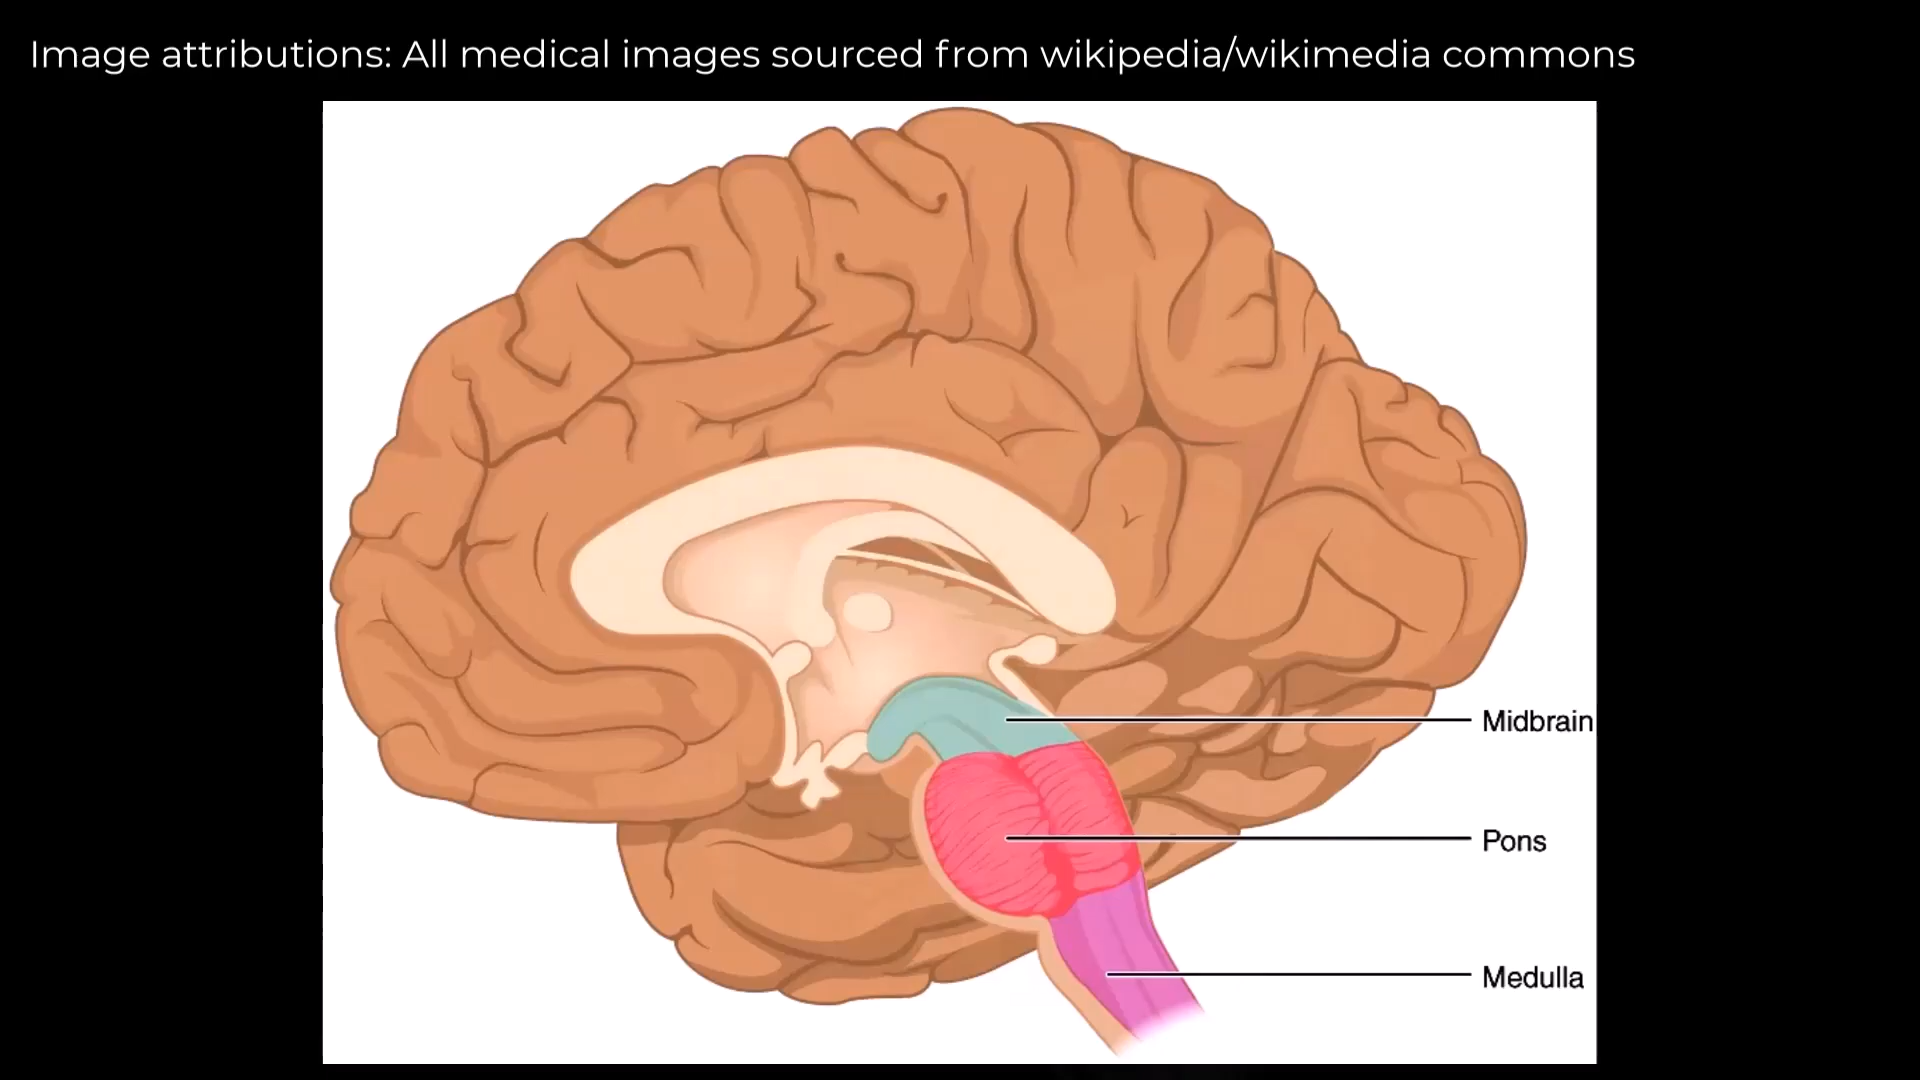 Image attributions: All medical images sourced from wikipedia/wikimedia commons
Midbrain
Pons
Medulla